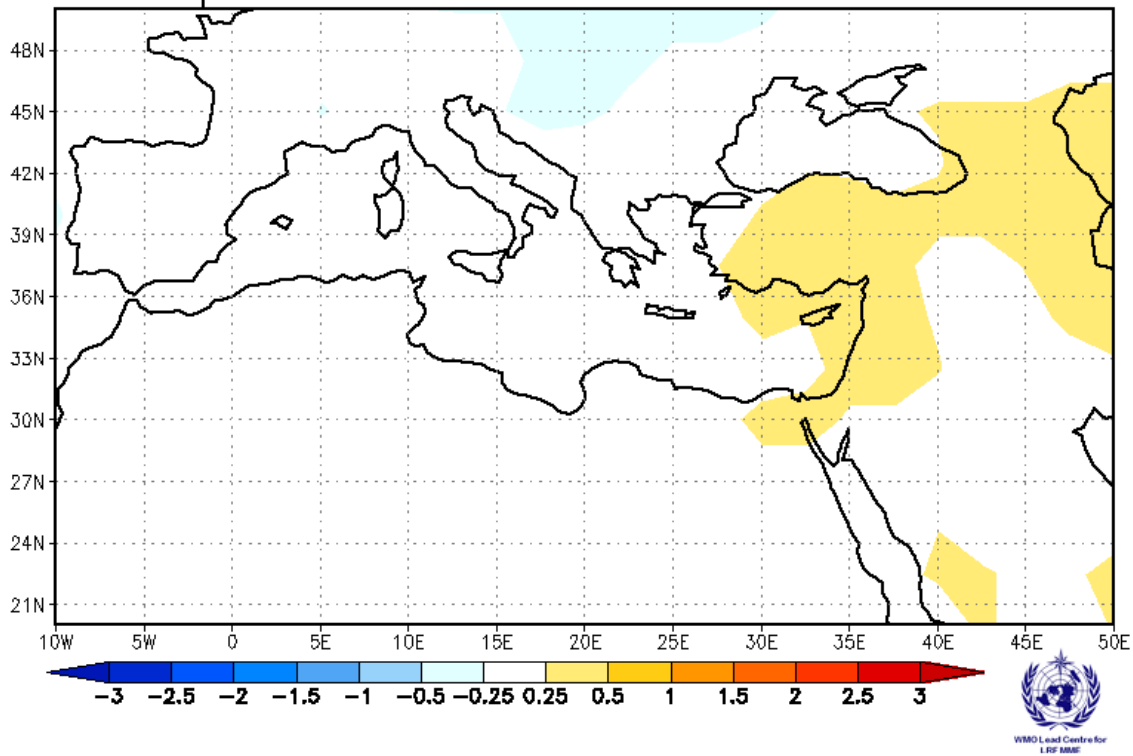 48N
45N
42N
39N
36N
33N
30N
27N
24N
21N
10W 5W 0 5E 10E 15E 20E 25E 30E 35E 40E 45E 50E
-3 -2.5 -2 -1.5 -1 -0.5 -0.25 0.25 0.5 1 1.5 2 2.5 3
WMO Lead Centre for
LRF MME